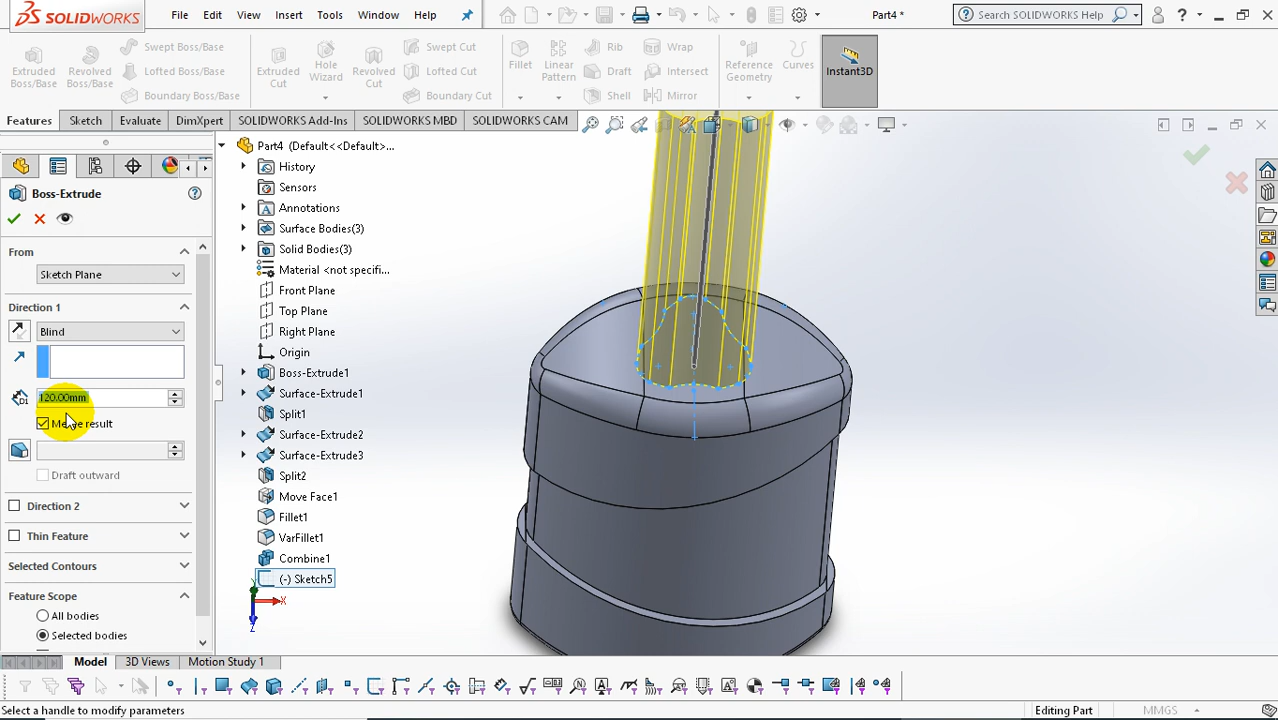 SOLIDWORKS File Edit View Insert Tools Window Help Part4 * Search SOLIDWORKS Help ?
Extruded Boss/Base
Revolved Boss/Base
Swept Boss/Base
Lofted Boss/Base
Boundary Boss/Base
Extruded Cut
Hole Wizard
Revolved Cut
Swept Cut
Lofted Cut
Boundary Cut
Fillet
Linear Pattern
Rib
Draft
Shell
Wrap
Intersect
Mirror
Reference Geometry
Curves
Instant3D
Features Sketch Evaluate DimXpert SOLIDWORKS Add-Ins SOLIDWORKS MBD SOLIDWORKS CAM
Boss-Extrude
From
Sketch Plane
Direction 1
Blind
120.00mm
Me e result
Draft outward
Direction 2
Thin Feature
Selected Contours
Feature Scope
All bodies
Selected bodies
Part4 (Default<<Default>...
History
Sensors
Annotations
Surface Bodies(3)
Solid Bodies(3)
Material <not specifi...
Front Plane
Top Plane
Right Plane
Origin
Boss-Extrude1
Surface-Extrude1
Split1
Surface-Extrude2
Surface-Extrude3
Split2
Move Face1
Fillet1
VarFillet1
Combine1
(-) Sketch5
X
Z
Model 3D Views Motion Study 1
Select a handle to modify parameters Editing Part MMGS